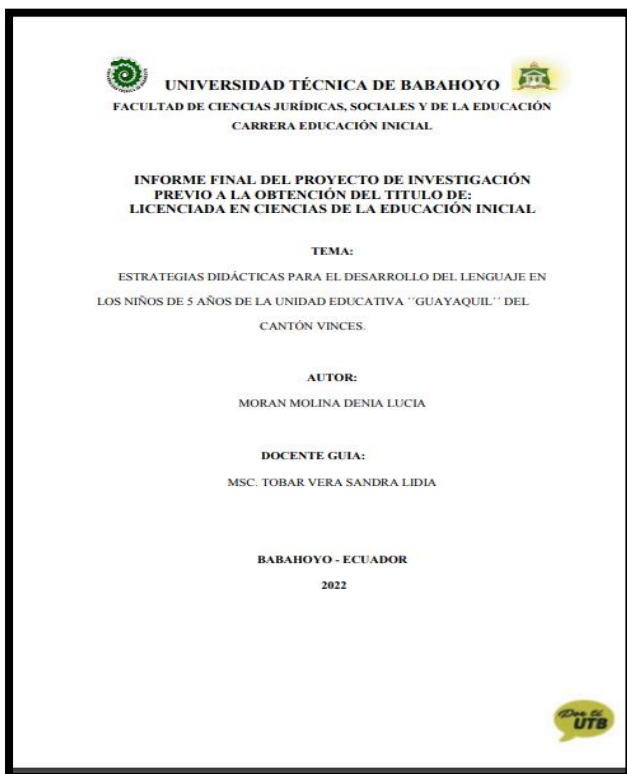 UNIVERSIDAD TÉCNICA DE BABAHOYO
FACULTAD DE CIENCIAS JURÍDICAS, SOCIALES Y DE LA EDUCACIÓN
CARRERA EDUCACIÓN INICIAL
INFORME FINAL DEL PROYECTO DE INVESTIGACIÓN
PREVIO A LA OBTENCIÓN DEL TITULO DE:
LICENCIADA EN CIENCIAS DE LA EDUCACIÓN INICIAL
TEMA:
ESTRATEGIAS DIDÁCTICAS PARA EL DESARROLLO DEL LENGUAJE EN
LOS NIÑOS DE 5 AÑOS DE LA UNIDAD EDUCATIVA ´´GUAYAQUIL´´ DEL
CANTÓN VINCES.
AUTOR:
MORAN MOLINA DENIA LUCIA
DOCENTE GUIA:
MSC. TOBAR VERA SANDRA LIDIA
BABAHOYO - ECUADOR
2022
Por ti
UTB